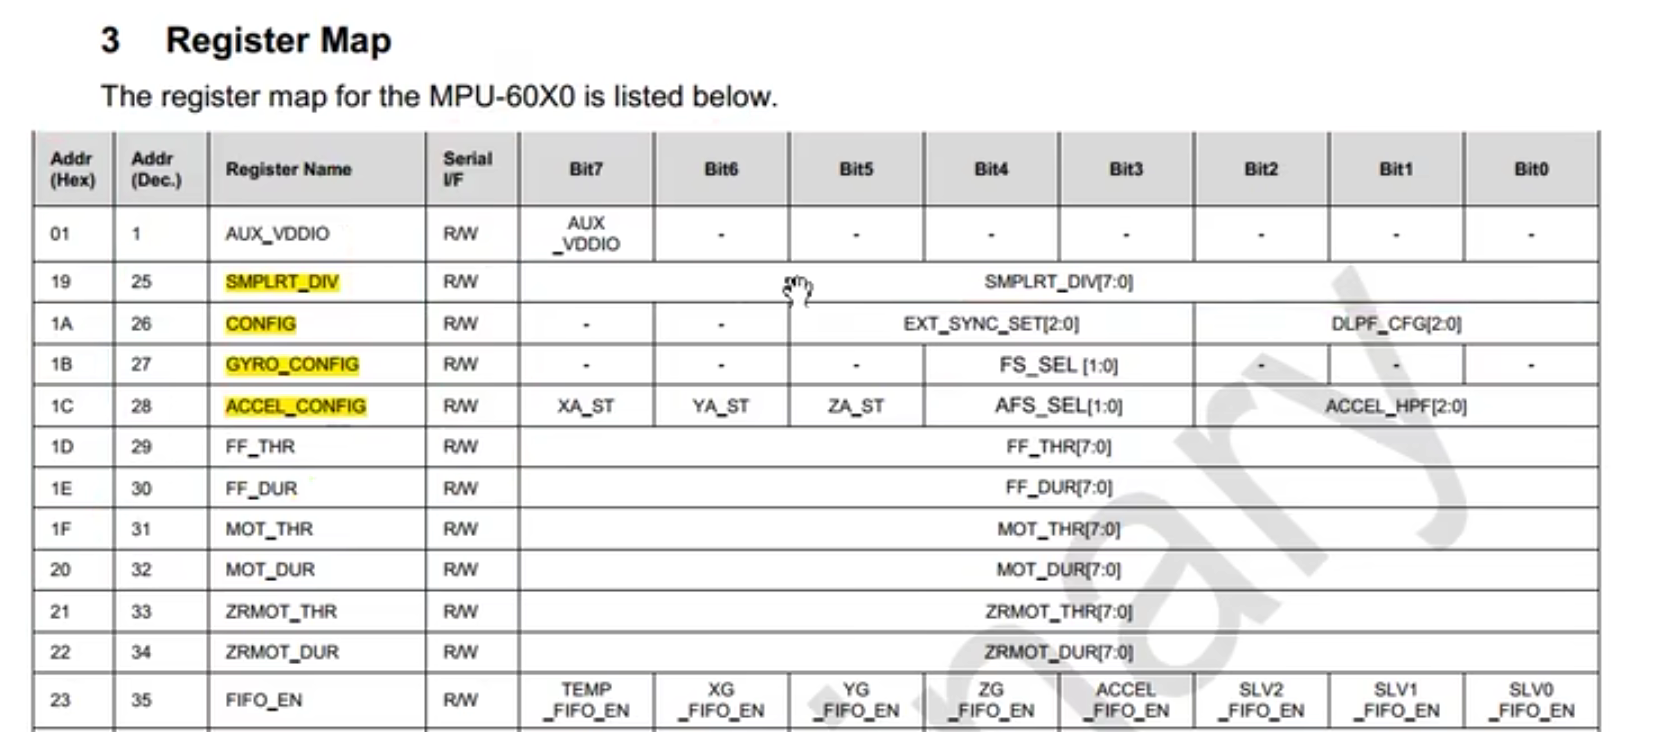 3 Register Map
The register map for the MPU-60X0 is listed below.
Addr (Hex) Addr (Dec.) Register Name Serial I/F Bit7 Bit6 Bit5 Bit4 Bit3 Bit2 Bit1 Bit0
01 1 AUX_VDDIO R/W AUX _VDDIO - - - - - - -
19 25 SMPLRT_DIV R/W SMPLRT_DIV[7:0]
1A 26 CONFIG R/W - - EXT_SYNC_SET[2:0] DLPF_CFG[2:0]
1B 27 GYRO_CONFIG R/W - - - FS_SEL [1:0] - - -
1C 28 ACCEL_CONFIG R/W XA_ST YA_ST ZA_ST AFS_SEL[1:0] ACCEL_HPF[2:0]
1D 29 FF_THR R/W FF_THR[7:0]
1E 30 FF_DUR R/W FF_DUR[7:0]
1F 31 MOT_THR R/W MOT_THR[7:0]
20 32 MOT_DUR R/W MOT_DUR[7:0]
21 33 ZRMOT_THR R/W ZRMOT_THR[7:0]
22 34 ZRMOT_DUR R/W ZRMOT_DUR[7:0]
23 35 FIFO_EN R/W TEMP _FIFO_EN XG _FIFO_EN YG _FIFO_EN ZG _FIFO_EN ACCEL _FIFO_EN SLV2 _FIFO_EN SLV1 _FIFO_EN SLV0 _FIFO_EN